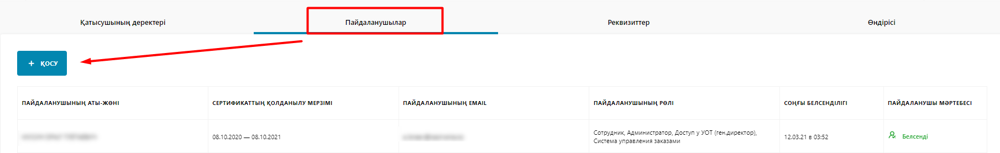 Қатысушының деректері
Пайдаланушылар
Реквизиттер
Өндірісі
+ ҚОСУ
ПАЙДАЛАНУШЫНЫҢ АТЫ-ЖӨНІ
СЕРТИФИКАТТЫҢ ҚОЛДАНЫЛУ МЕРЗІМІ
ПАЙДАЛАНУШЫНЫҢ EMAIL
ПАЙДАЛАНУШЫНЫҢ РӨЛІ
СОҢҒЫ БЕЛСЕНДІЛІГІ
ПАЙДАЛАНУШЫ МӘРТЕБЕСІ
08.10.2020 — 08.10.2021
Сотрудник, Администратор, Доступ у УОТ (ген.директор),
Система управления заказами
12.03.21 в 03:52
Белсенді